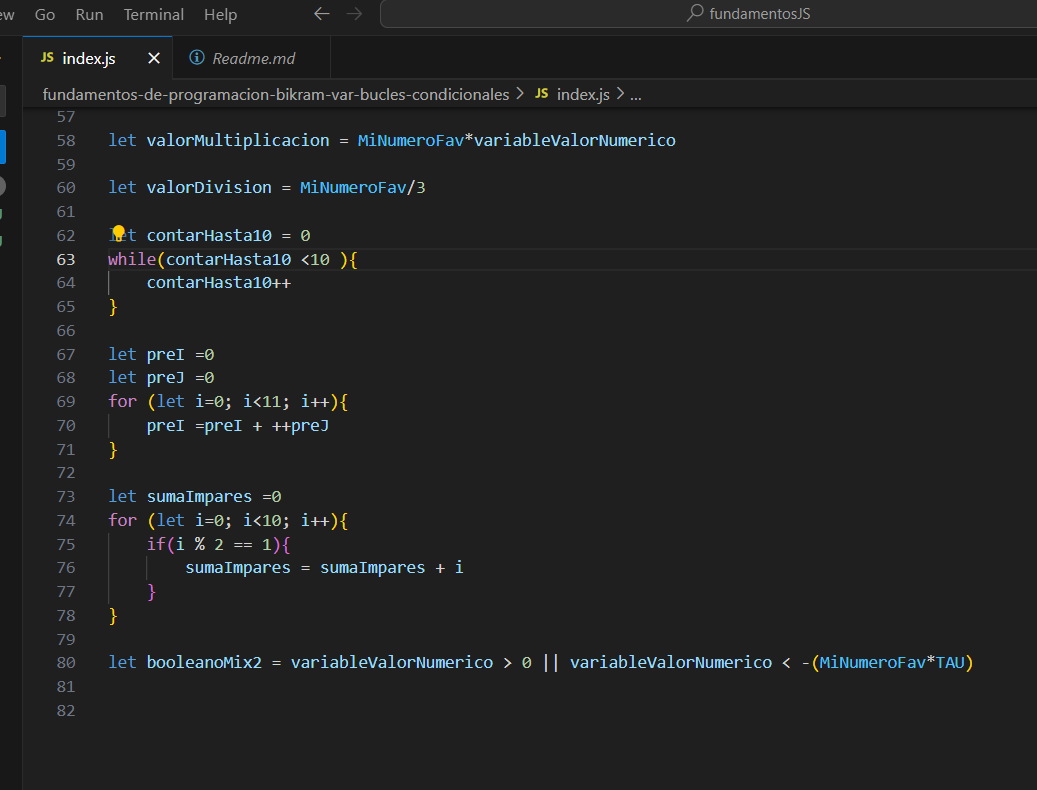 Go Run Terminal Help ← → fundamentosJS
JS index.js × Readme.md
fundamentos-de-programacion-bikram-var-bucles-condicionales > JS index.js > ...
57
58 let valorMultiplicacion = MiNumeroFav*variableValorNumerico
59
60 let valorDivision = MiNumeroFav/3
61
62 let contarHasta10 = 0
63 while(contarHasta10 <10 ){
64 contarHasta10++
65 }
66
67 let preI =0
68 let preJ =0
69 for (let i=0; i<11; i++){
70 preI =preI + ++preJ
71 }
72
73 let sumaImpares =0
74 for (let i=0; i<10; i++){
75 if(i % 2 == 1){
76 sumaImpares = sumaImpares + i
77 }
78 }
79
80 let booleanoMix2 = variableValorNumerico > 0 || variableValorNumerico < -(MiNumeroFav*TAU)
81
82